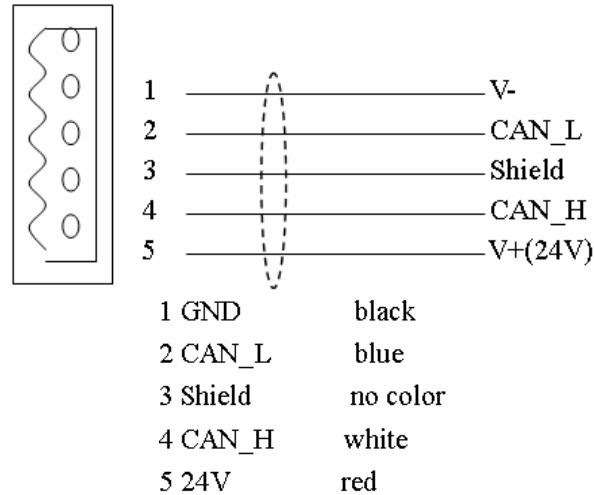 1 V-
2 CAN_L
3 Shield
4 CAN_H
5 V+(24V)
1 GND black
2 CAN_L blue
3 Shield no color
4 CAN_H white
5 24V red